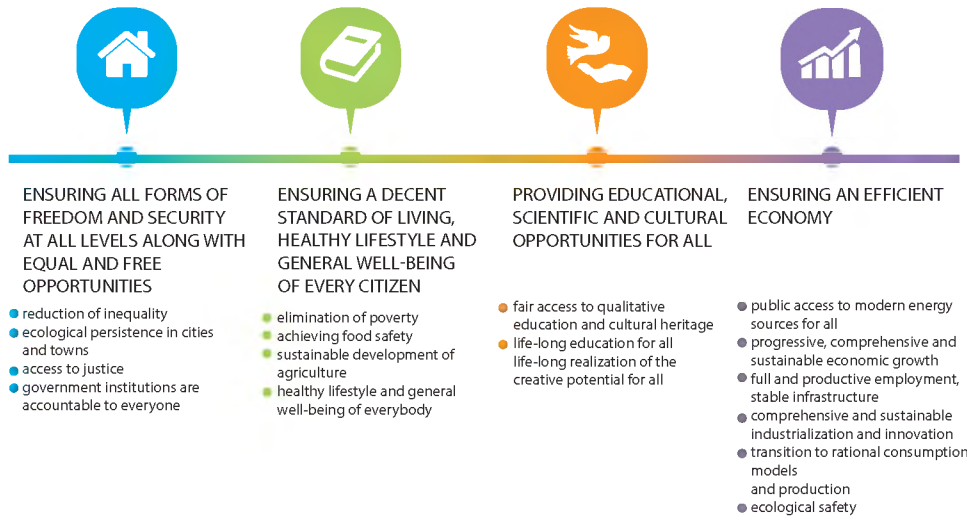 ENSURING ALL FORMS OF
FREEDOM AND SECURITY
AT ALL LEVELS ALONG WITH
EQUAL AND FREE
OPPORTUNITIES
reduction of inequality
ecological persistence in cities
and towns
access to justice
government institutions are
accountable to everyone
ENSURING A DECENT
STANDARD OF LIVING,
HEALTHY LIFESTYLE AND
GENERAL WELL-BEING
OF EVERY CITIZEN
elimination of poverty
achieving food safety
sustainable development of
agriculture
healthy lifestyle and general
well-being of everybody
PROVIDING EDUCATIONAL,
SCIENTIFIC AND CULTURAL
OPPORTUNITIES FOR ALL
fair access to qualitative
education and cultural heritage
life-long education for all
life-long realization of the
creative potential for all
ENSURING AN EFFICIENT
ECONOMY
public access to modern energy
sources for all
progressive, comprehensive and
sustainable economic growth
full and productive employment,
stable infrastructure
comprehensive and sustainable
industrialization and innovation
transition to rational consumption
models
and production
ecological safety